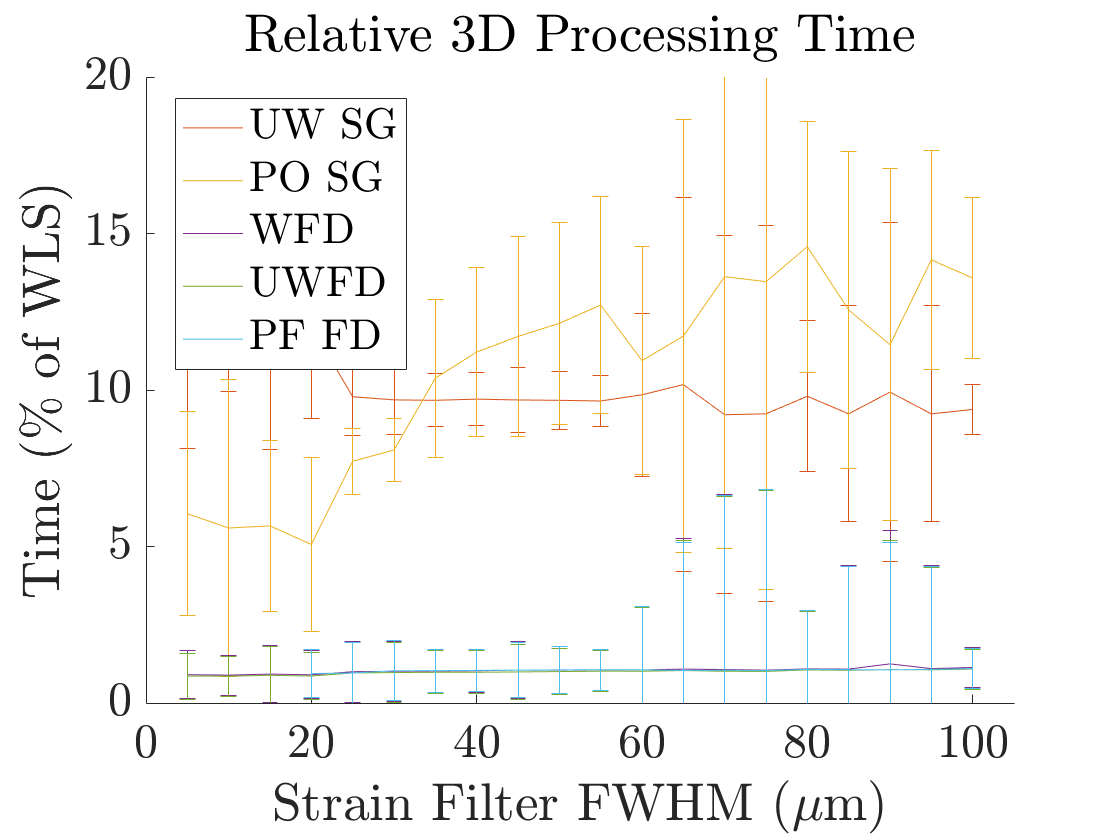 Relative 3D Processing Time
Time (% of WLS)
20
15
10
5
0
UW SG
PO SG
WFD
UWFD
PF FD
0 20 40 60 80 100
Strain Filter FWHM (μm)